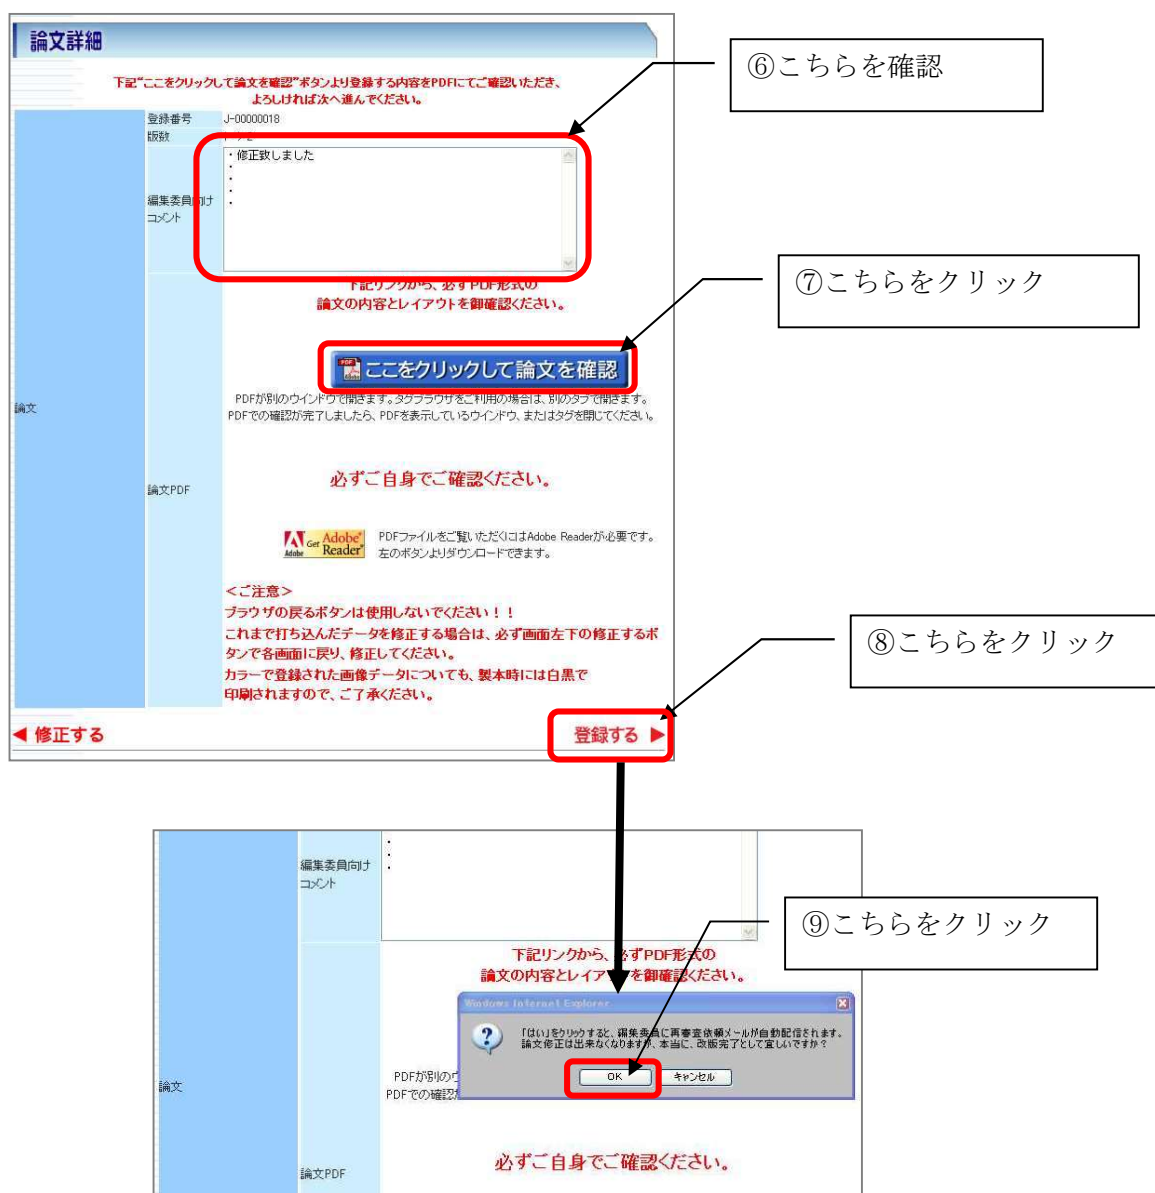 論文詳細
⑥こちらを確認
下記“ここをクリックして論文を確認”ボタンより登録する内容をPDFにてご確認いただき、
よろしければ次へ進んでください。
登録番号 J-00000018
版数
・修正致しました
・
・
・
・
編集委員向け
コメント
⑦こちらをクリック
下記リンクから、必ずPDF形式の
論文の内容とレイアウトを御確認ください。
ここをクリックして論文を確認
PDFが別のウインドウで開きます。タグブラウザをご利用の場合は、別のタブで開きます。
PDFでの確認が完了しましたら、PDFを表示しているウインドウ、またはタグを閉じてください。
論文
必ずご自身でご確認ください。
論文PDF
Adobe Get Adobe Reader
PDFファイルをご覧いただくにはAdobe Readerが必要です。
左のボタンよりダウンロードできます。
＜ご注意＞
ブラウザの戻るボタンは使用しないでください！！
これまで打ち込んだデータを修正する場合は、必ず画面左下の修正するボ
タンで各画面に戻り、修正してください。
カラーで登録された画像データについても、製本時には白黒で
印刷されますので、ご了承ください。
⑧こちらをクリック
◀ 修正する
登録する ▶
・
・
・
編集委員向け
コメント
⑨こちらをクリック
下記リンクから、必ずPDF形式の
論文の内容とレイアウトを御確認ください。
Windows Internet Explorer
「はい」をクリックすると、編集委員に再審査依頼メールが自動配信されます。
論文修正は出来なくなりますが、本当に、改版完了として宜しいですか？
OK キャンセル
PDFが別のウ
PDFでの確認が
論文
必ずご自身でご確認ください。
論文PDF